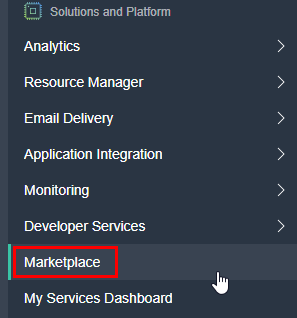 Solutions and Platform
Analytics
Resource Manager
Email Delivery
Application Integration
Monitoring
Developer Services
Marketplace
My Services Dashboard